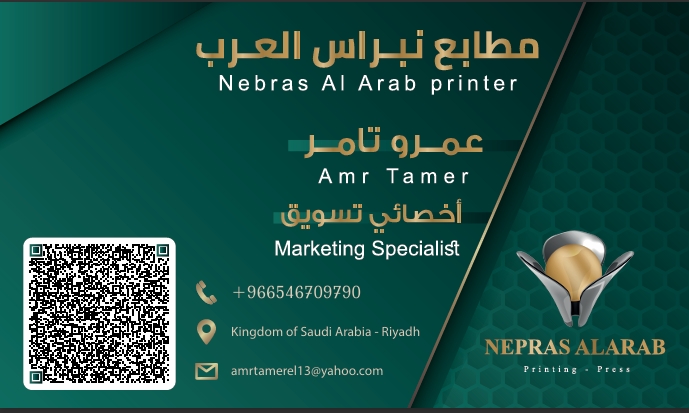 مطابع نبراس العرب
Nebras Al Arab printer
عمرو تامر
Amr Tamer
أخصائي تسويق
Marketing Specialist
+966546709790
Kingdom of Saudi Arabia - Riyadh
amrtamerel13@yahoo.com
NEPRAS ALARAB
Printing - Press